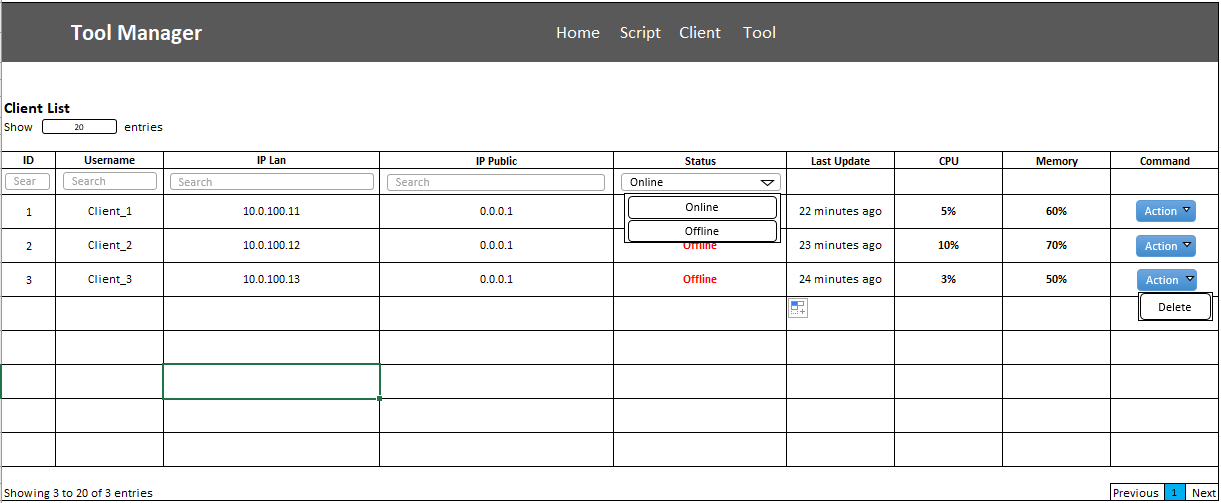 Tool Manager Home Script Client Tool
Client List
Show 20 entries
ID Username IP Lan IP Public Status Last Update CPU Memory Command
Sear Search Search Search Online
1 Client_1 10.0.100.11 0.0.0.1 Online 22 minutes ago 5% 60% Action
Offline
2 Client_2 10.0.100.12 0.0.0.1 Offline 23 minutes ago 10% 70% Action
3 Client_3 10.0.100.13 0.0.0.1 Offline 24 minutes ago 3% 50% Action
Delete
Showing 3 to 20 of 3 entries Previous 1 Next